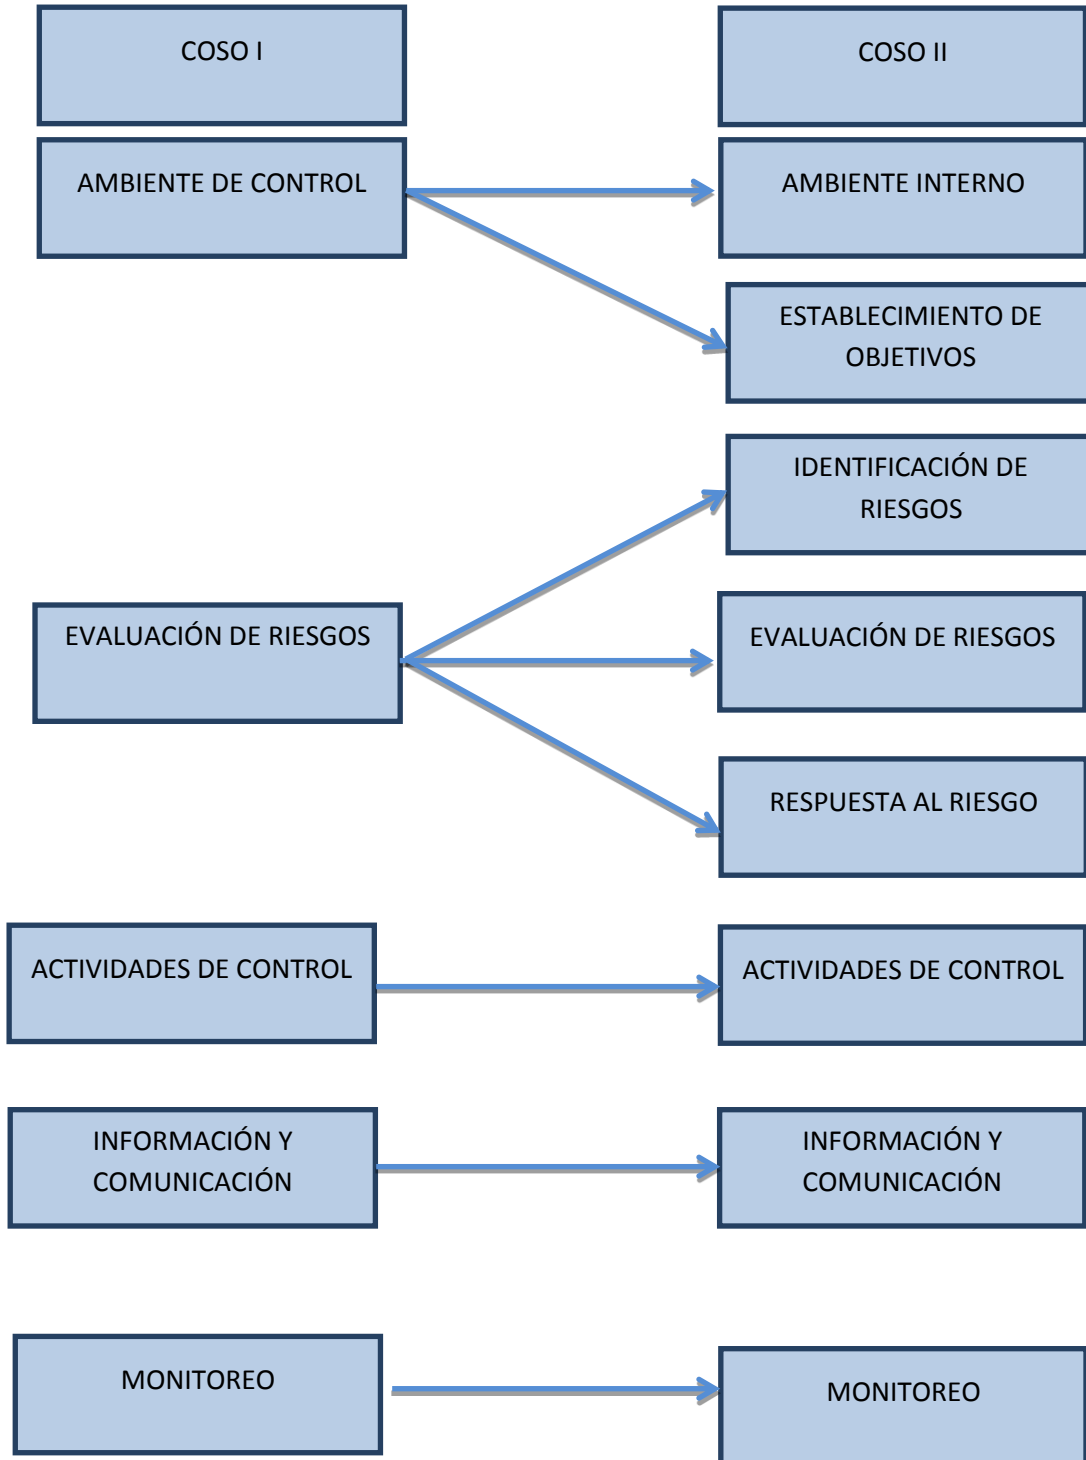 COSO I
COSO II
AMBIENTE DE CONTROL
AMBIENTE INTERNO
ESTABLECIMIENTO DE
OBJETIVOS
IDENTIFICACIÓN DE
RIESGOS
EVALUACIÓN DE RIESGOS
EVALUACIÓN DE RIESGOS
RESPUESTA AL RIESGO
ACTIVIDADES DE CONTROL
ACTIVIDADES DE CONTROL
INFORMACIÓN Y
COMUNICACIÓN
INFORMACIÓN Y
COMUNICACIÓN
MONITOREO
MONITOREO